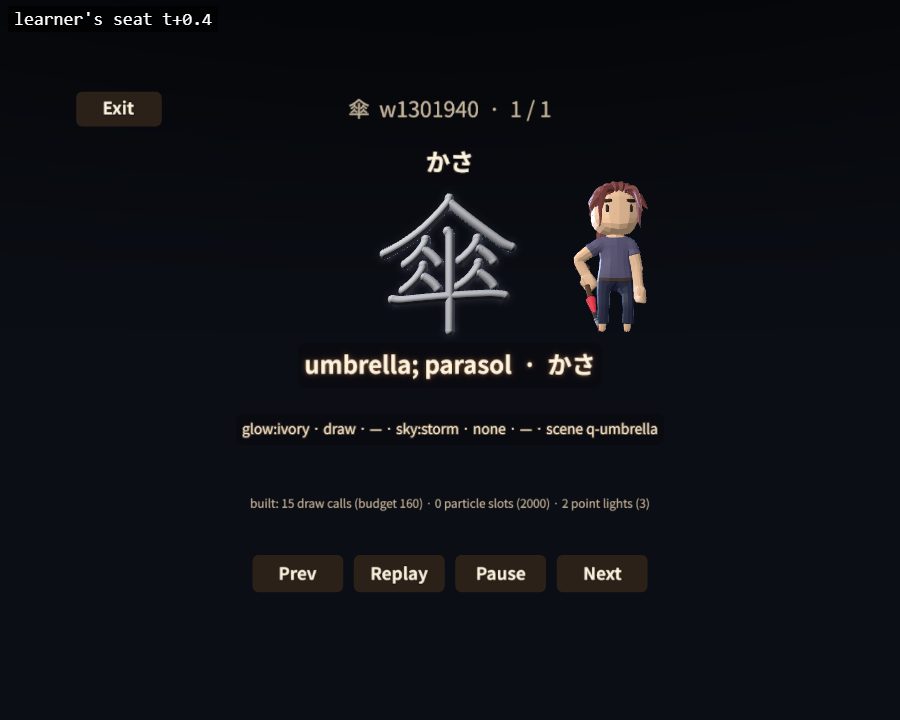 learner's seat t+0.4
Exit
傘 w1301940 · 1 / 1
かさ
傘
umbrella; parasol · かさ
glow:ivory · draw · — · sky:storm · none · — · scene q-umbrella
built: 15 draw calls (budget 160) · 0 particle slots (2000) · 2 point lights (3)
Prev Replay Pause Next